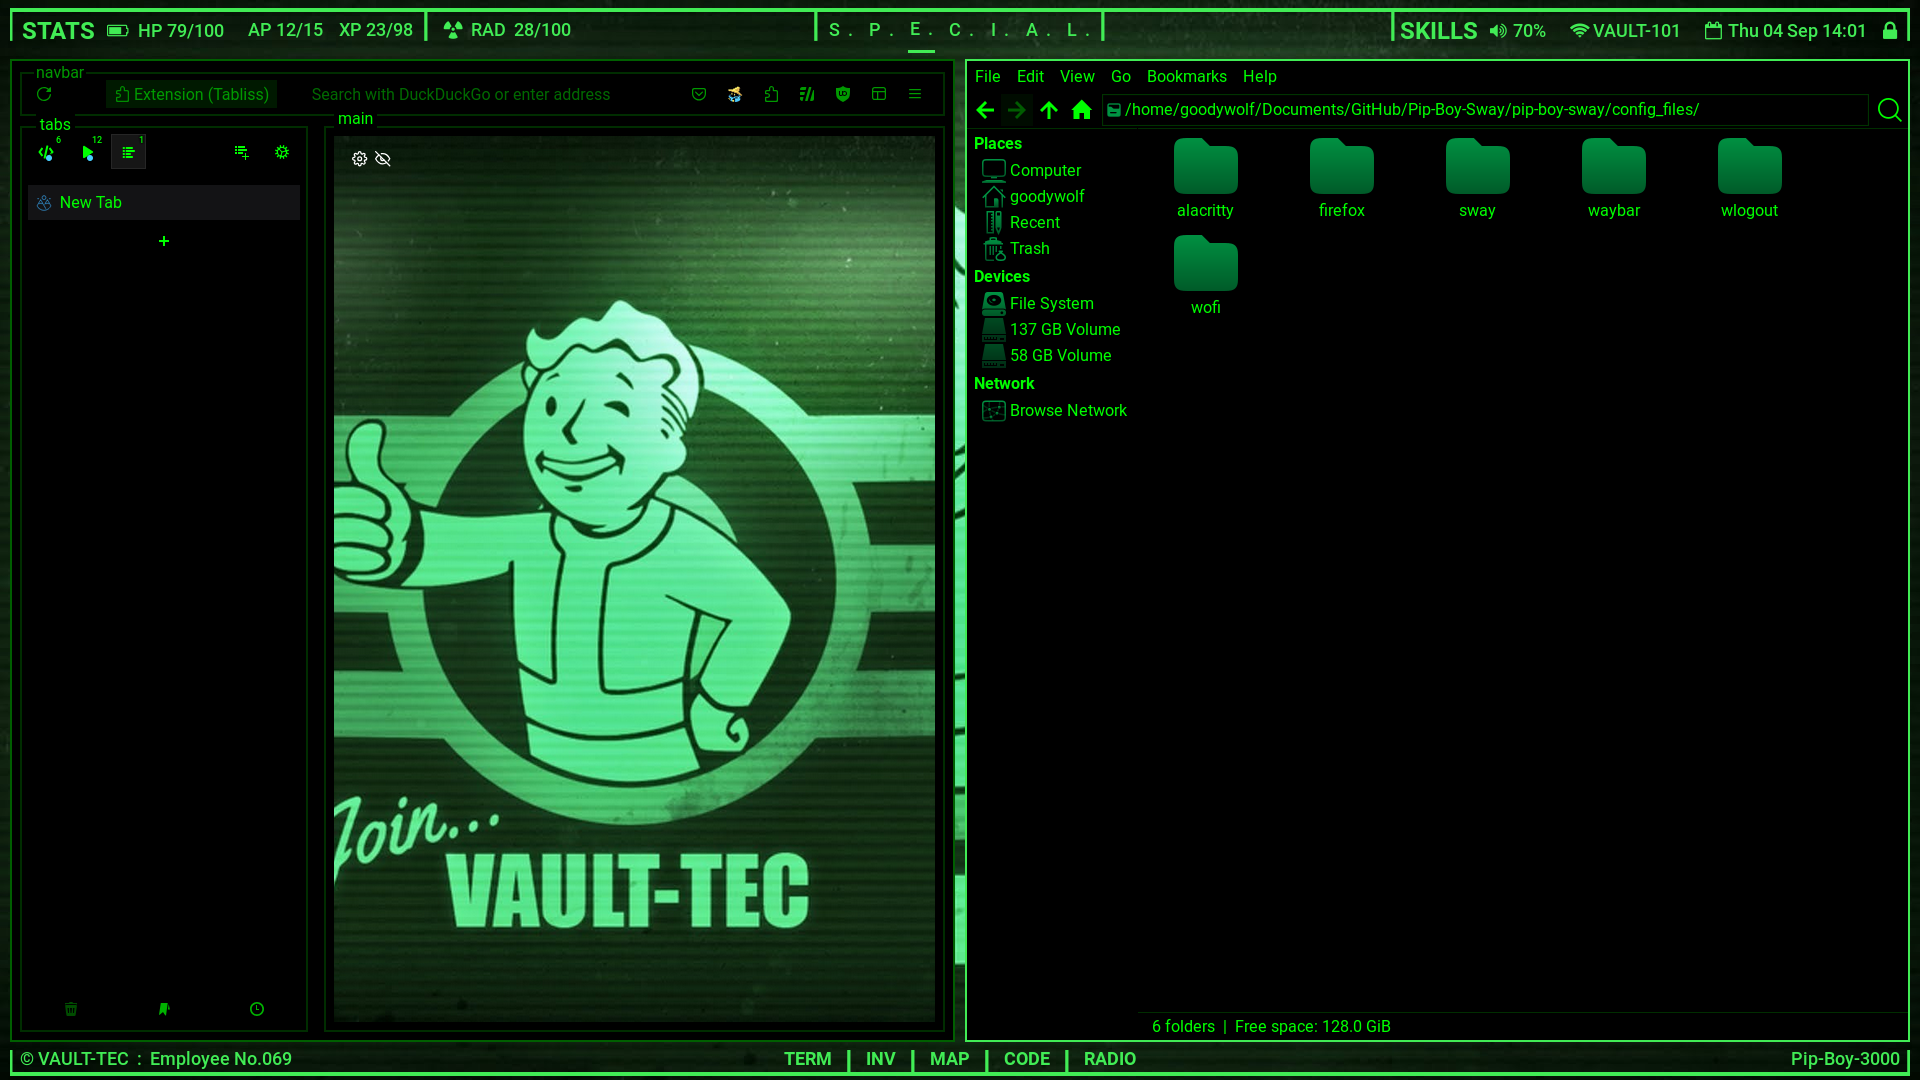 STATS HP 79/100 AP 12/15 XP 23/98 RAD 28/100 S. P. E. C. I. A. L. SKILLS 70% VAULT-101 Thu 04 Sep 14:01
navbar
Extension (Tabliss) Search with DuckDuckGo or enter address
tabs
6 12 1
New Tab
+
main
Join...
VAULT-TEC
File Edit View Go Bookmarks Help
/home/goodywolf/Documents/GitHub/Pip-Boy-Sway/pip-boy-sway/config_files/
Places
Computer
goodywolf
Recent
Trash
Devices
File System
137 GB Volume
58 GB Volume
Network
Browse Network
alacritty firefox sway waybar wlogout
wofi
6 folders | Free space: 128.0 GiB
© VAULT-TEC : Employee No.069 TERM INV MAP CODE RADIO Pip-Boy-3000